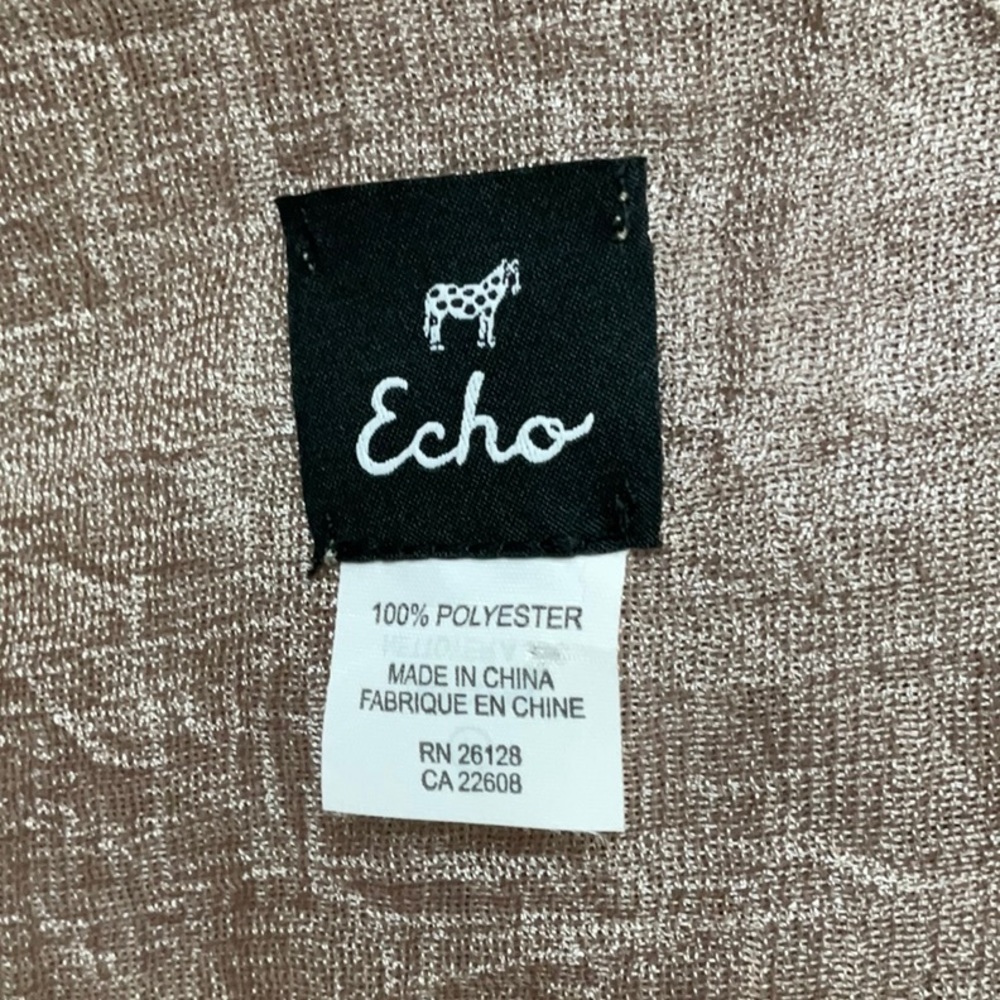 Echo
100% POLYESTER
MADE IN CHINA
FABRIQUE EN CHINE
RN 26128
CA 22608